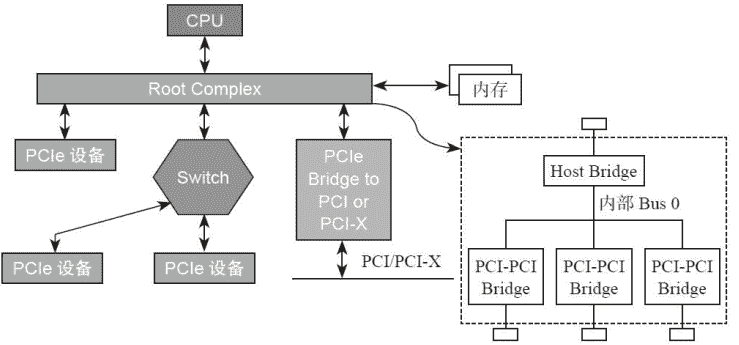 CPU
Root Complex
内存
PCIe 设备
Switch
PCIe
Bridge to
PCI or
PCI-X
PCIe 设备
PCIe 设备
PCI/PCI-X
Host Bridge
内部 Bus 0
PCI-PCI
Bridge
PCI-PCI
Bridge
PCI-PCI
Bridge